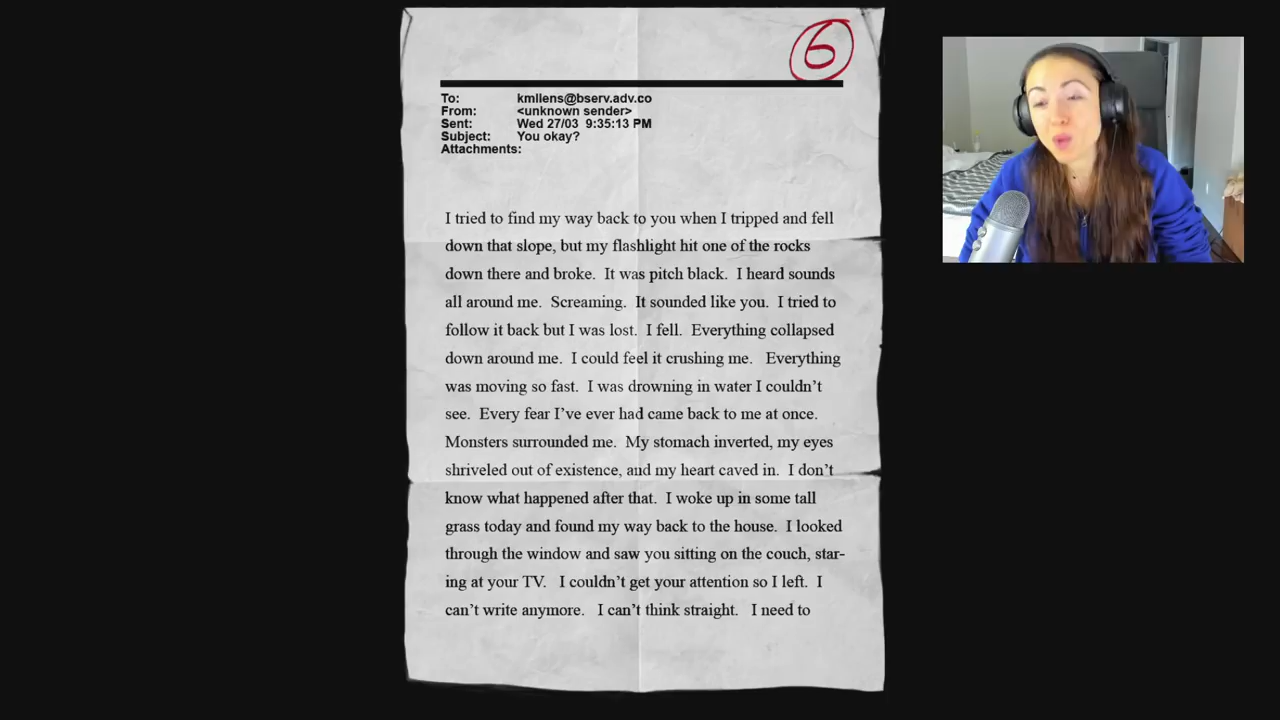 6
To: kmllens@bserv.adv.co
From: <unknown sender>
Sent: Wed 27/03 9:35:13 PM
Subject: You okay?
Attachments:
I tried to find my way back to you when I tripped and fell
down that slope, but my flashlight hit one of the rocks
down there and broke. It was pitch black. I heard sounds
all around me. Screaming. It sounded like you. I tried to
follow it back but I was lost. I fell. Everything collapsed
down around me. I could feel it crushing me. Everything
was moving so fast. I was drowning in water I couldn't
see. Every fear I've ever had came back to me at once.
Monsters surrounded me. My stomach inverted, my eyes
shriveled out of existence, and my heart caved in. I don't
know what happened after that. I woke up in some tall
grass today and found my way back to the house. I looked
through the window and saw you sitting on the couch, star-
ing at your TV. I couldn't get your attention so I left. I
can't write anymore. I can't think straight. I need to